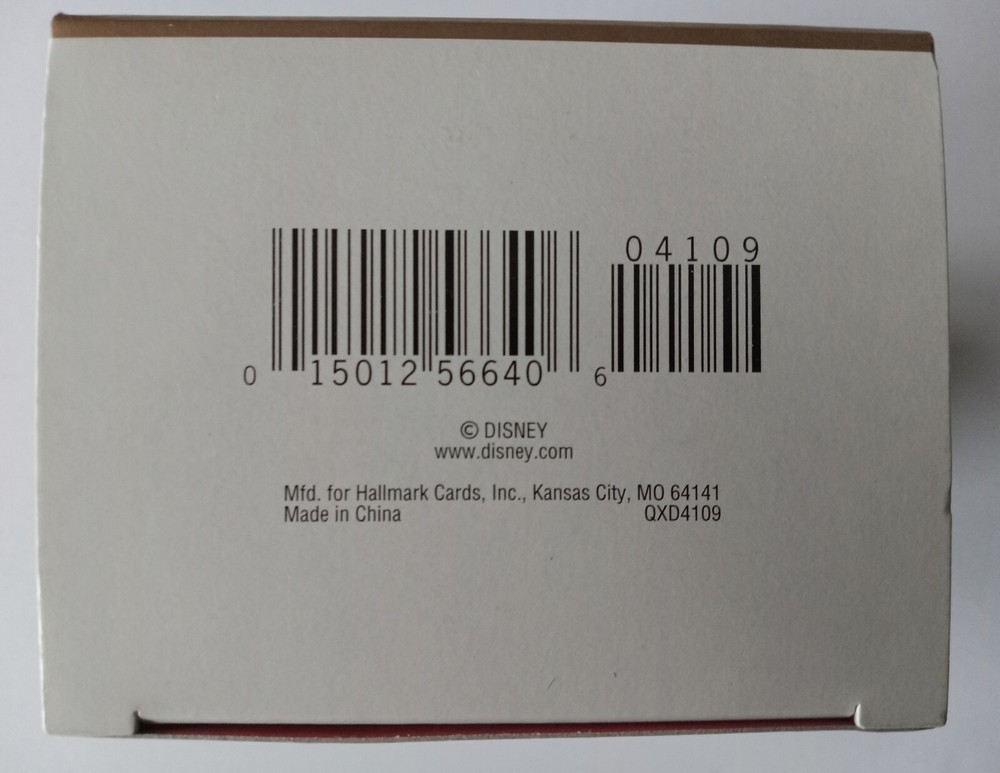 04109
0 15012 56640 6
© DISNEY
www.disney.com
Mfd. for Hallmark Cards, Inc., Kansas City, MO 64141
Made in China QXD4109